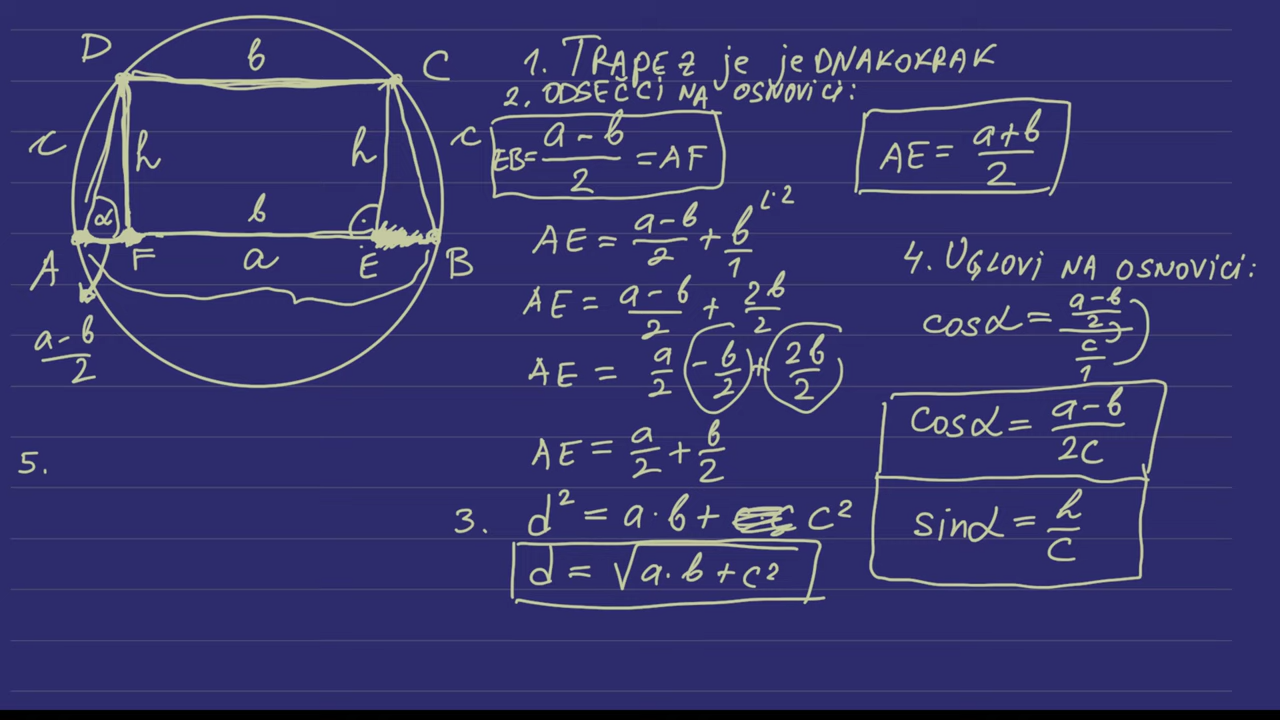 D b C
c h h c
α b
A F a E B
a-b/2
1. TRAPEZ je jeDNAKOKRAK
2. ODSEČCI NA OSNOVICI:
EB= a-b/2 = AF
AE = a+b/2
AE = a-b/2 + b/1 |·2
AE = a-b/2 + 2b/2
AE = a/2 - b/2 + 2b/2
AE = a/2 + b/2
3. d² = a·b + c²
d = √a·b + c²
4. UGLOVI NA OSNOVICI:
cosα = a-b/2 / c/1
cosα = a-b/2c
sinα = h/c
5.